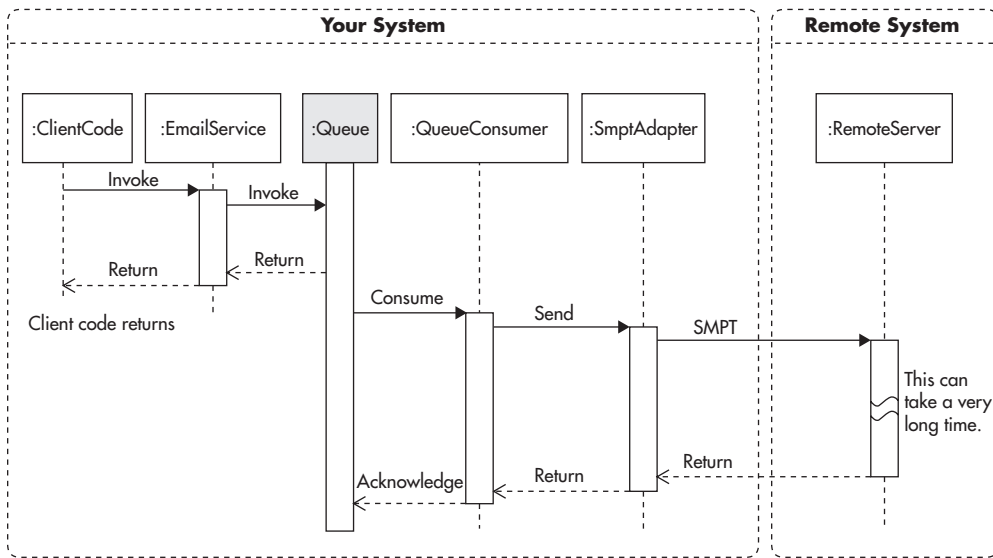 Your System
Remote System
:ClientCode
:EmailService
:Queue
:QueueConsumer
:SmptAdapter
:RemoteServer
Invoke
Invoke
Return
Return
Client code returns
Consume
Send
SMPT
This can
take a very
long time.
Return
Return
Acknowledge